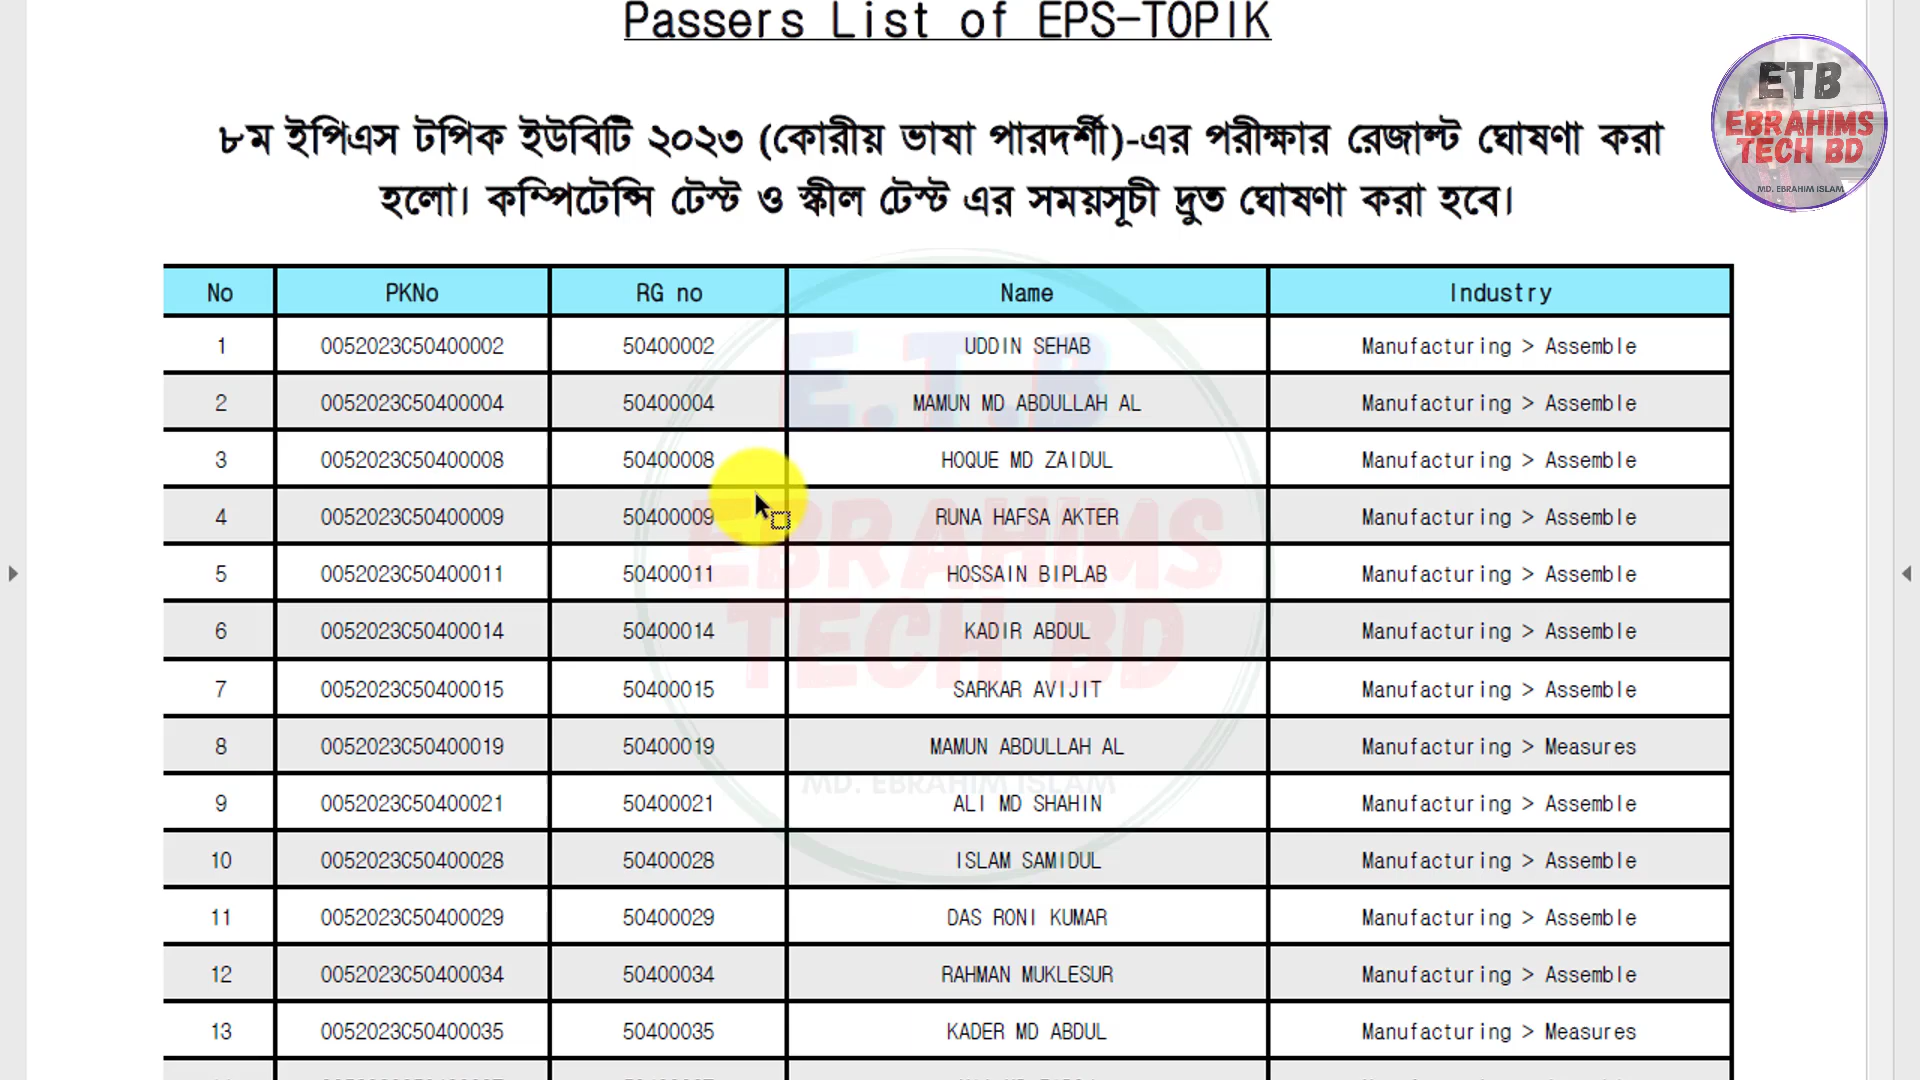 Passers List of EPS-TOPIK
ETB
EBRAHIMS
TECH BD
MD. EBRAHIM ISLAM
৮ম ইপিএস টপিক ইউবিটি ২০২৩ (কোরীয় ভাষা পারদর্শী)-এর পরীক্ষার রেজাল্ট ঘোষণা করা
হলো। কম্পিটেন্সি টেস্ট ও স্কীল টেস্ট এর সময়সূচী দ্রুত ঘোষণা করা হবে।
No PKNo RG no Name Industry
1 0052023C50400002 50400002 UDDIN SEHAB Manufacturing > Assemble
2 0052023C50400004 50400004 MAMUN MD ABDULLAH AL Manufacturing > Assemble
3 0052023C50400008 50400008 HOQUE MD ZAIDUL Manufacturing > Assemble
4 0052023C50400009 50400009 RUNA HAFSA AKTER Manufacturing > Assemble
5 0052023C50400011 50400011 HOSSAIN BIPLAB Manufacturing > Assemble
6 0052023C50400014 50400014 KADIR ABDUL Manufacturing > Assemble
7 0052023C50400015 50400015 SARKAR AVIJIT Manufacturing > Assemble
8 0052023C50400019 50400019 MAMUN ABDULLAH AL Manufacturing > Measures
9 0052023C50400021 50400021 ALI MD SHAHIN Manufacturing > Assemble
10 0052023C50400028 50400028 ISLAM SAMIDUL Manufacturing > Assemble
11 0052023C50400029 50400029 DAS RONI KUMAR Manufacturing > Assemble
12 0052023C50400034 50400034 RAHMAN MUKLESUR Manufacturing > Assemble
13 0052023C50400035 50400035 KADER MD ABDUL Manufacturing > Measures
E.T.B
EBRAHIMS
TECH BD
MD. EBRAHIM ISLAM